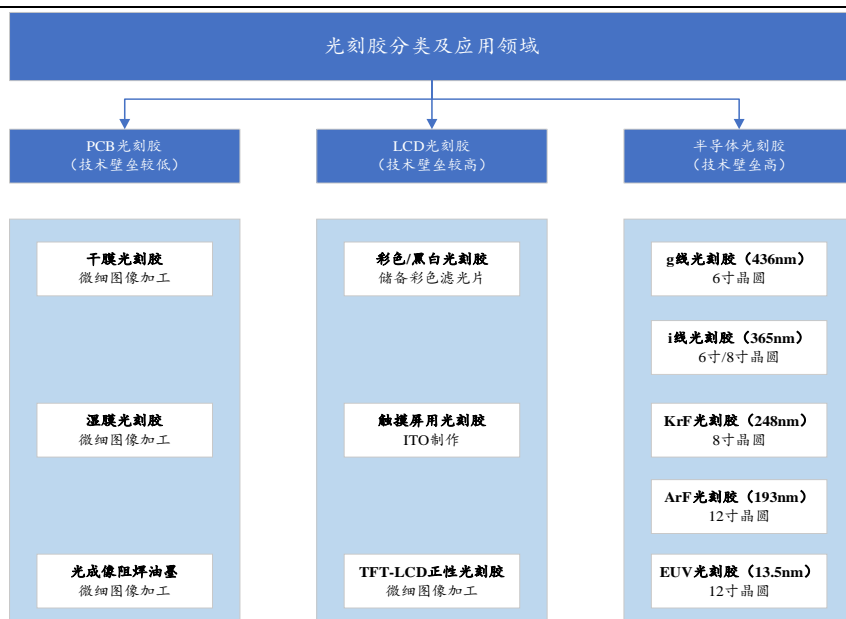 光刻胶分类及应用领域
PCB光刻胶
（技术壁垒较低）
LCD光刻胶
（技术壁垒较高）
半导体光刻胶
（技术壁垒高）
干膜光刻胶
微细图像加工
湿膜光刻胶
微细图像加工
光成像阻焊油墨
微细图像加工
彩色/黑白光刻胶
储备彩色滤光片
触摸屏用光刻胶
ITO制作
TFT-LCD正性光刻胶
微细图像加工
g线光刻胶（436nm）
6寸晶圆
i线光刻胶（365nm）
6寸/8寸晶圆
KrF光刻胶（248nm）
8寸晶圆
ArF光刻胶（193nm）
12寸晶圆
EUV光刻胶（13.5nm）
12寸晶圆